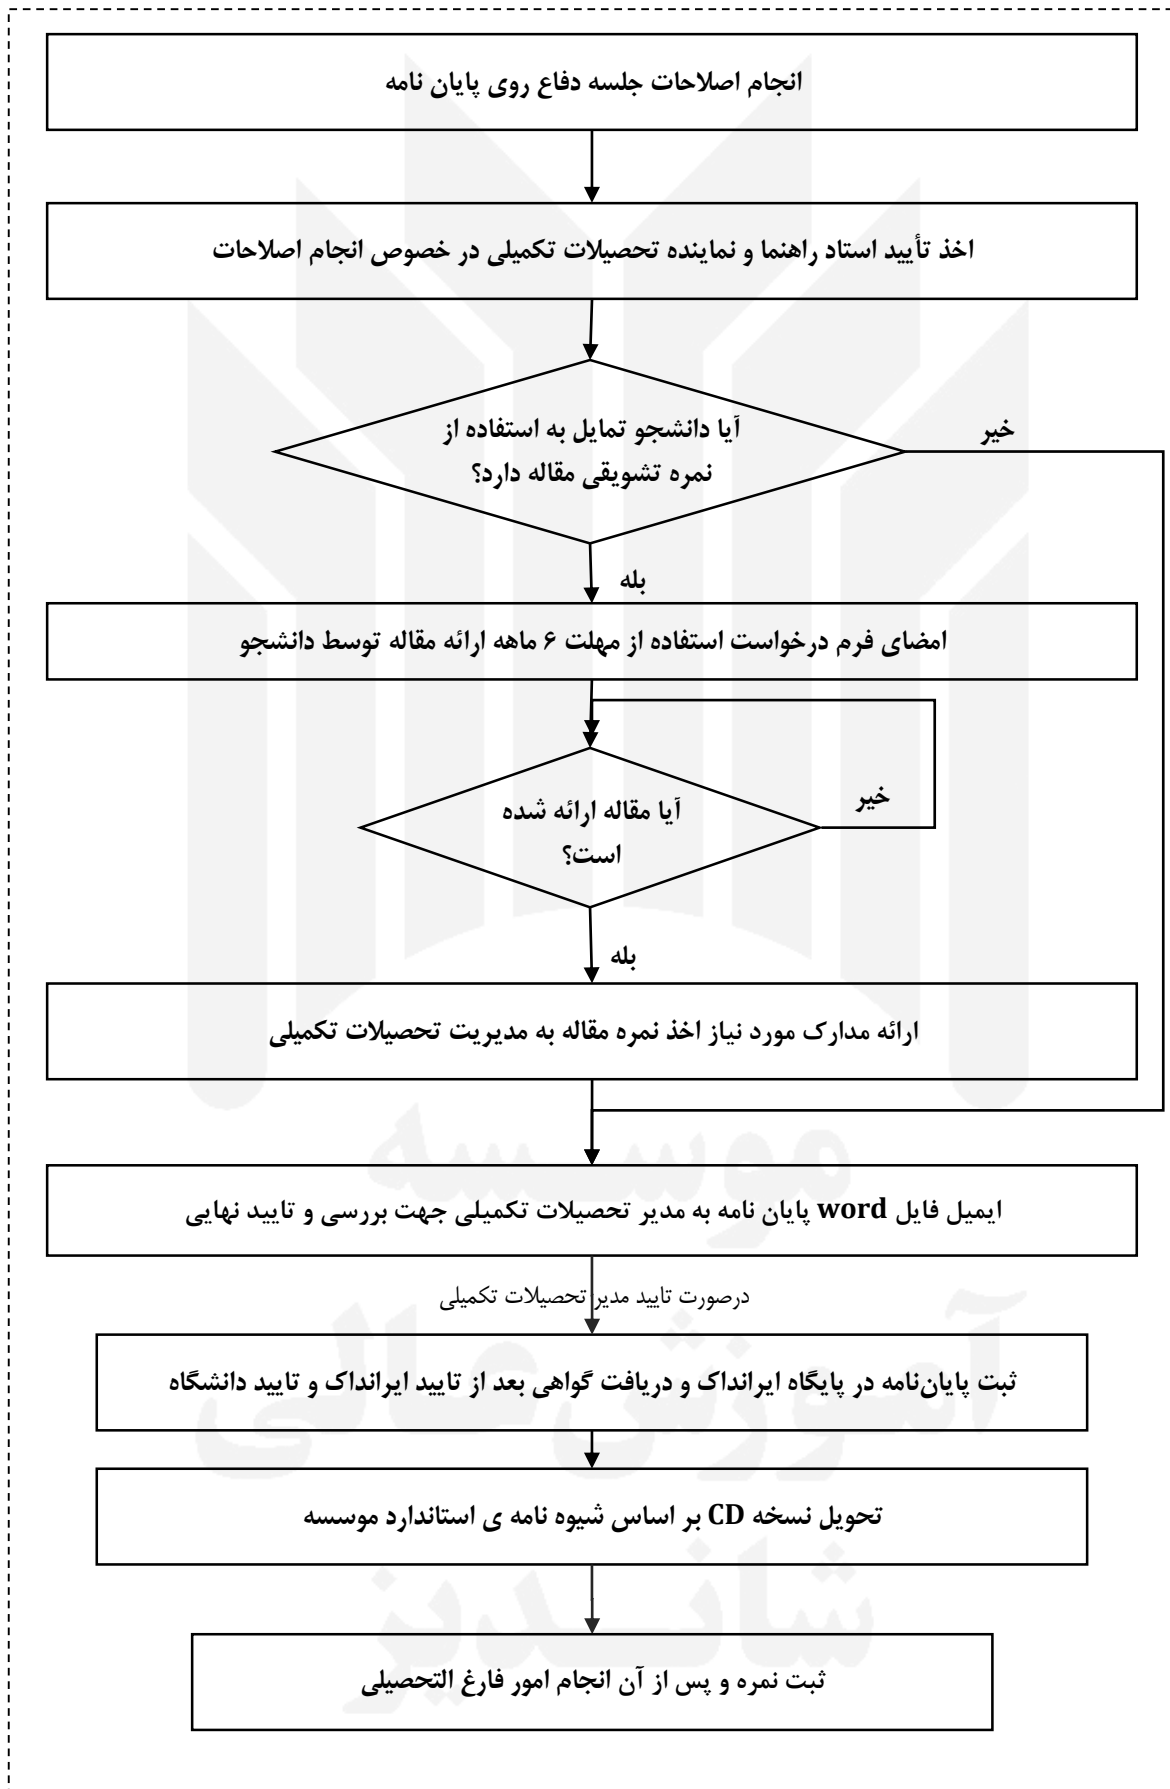 انجام اصلاحات جلسه دفاع روی پایان نامه
اخذ تأیید استاد راهنما و نماینده تحصیلات تکمیلی در خصوص انجام اصلاحات
آیا دانشجو تمایل به استفاده از
نمره تشویقی مقاله دارد؟
خیر
بله
امضای فرم درخواست استفاده از مهلت ۶ ماهه ارائه مقاله توسط دانشجو
آیا مقاله ارائه شده
است؟
خیر
بله
ارائه مدارک مورد نیاز اخذ نمره مقاله به مدیریت تحصیلات تکمیلی
ایمیل فایل word پایان نامه به مدیر تحصیلات تکمیلی جهت بررسی و تایید نهایی
درصورت تایید مدیر تحصیلات تکمیلی
ثبت پایان‌نامه در پایگاه ایرانداک و دریافت گواهی بعد از تایید ایرانداک و تایید دانشگاه
تحویل نسخه CD بر اساس شیوه نامه ی استاندارد موسسه
ثبت نمره و پس از آن انجام امور فارغ التحصیلی
موسسه
آموزش عالی
شاندیز